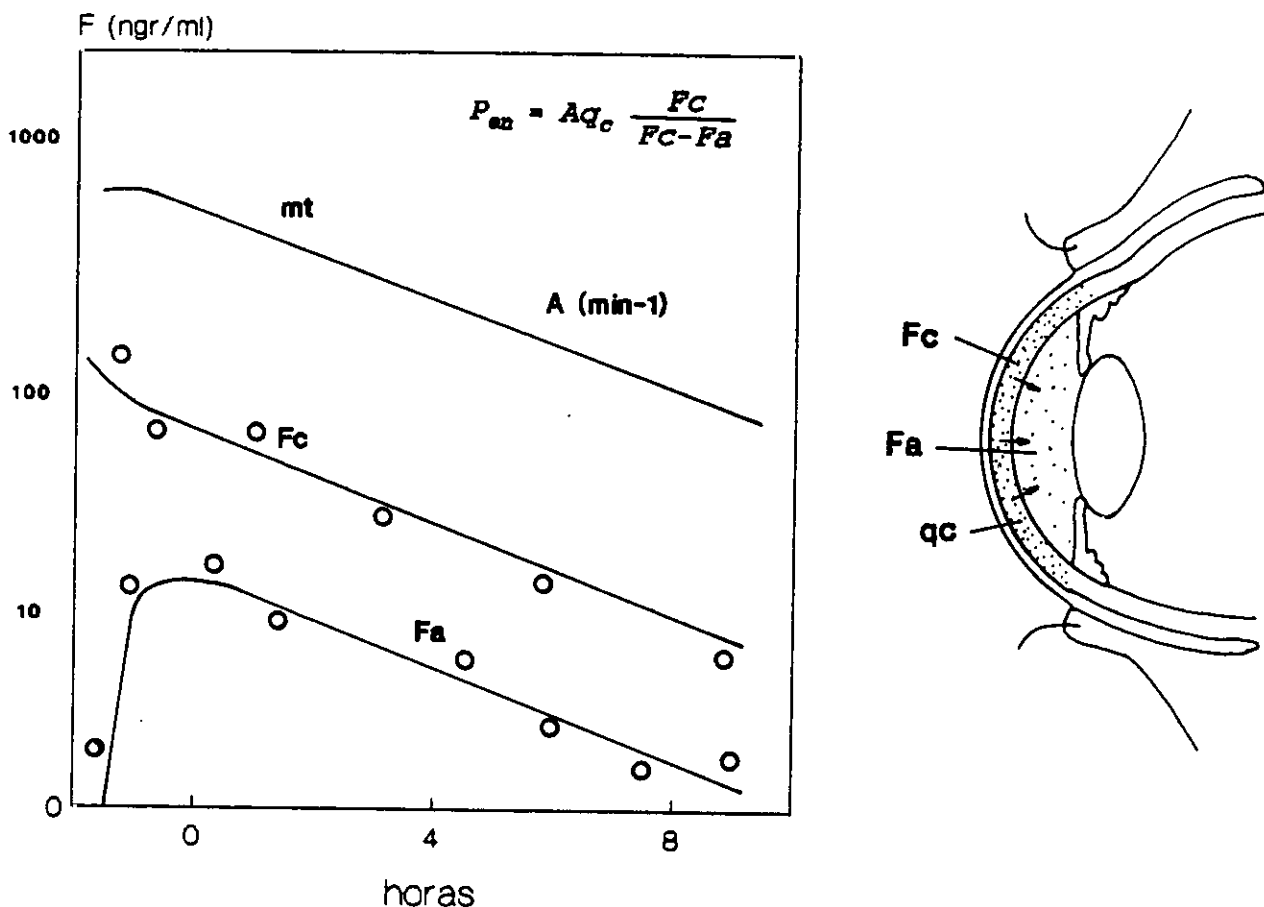 F (ngr/ml)
1000
100
10
0
P_en = Aq_c Fc / Fc-Fa
mt
A (min-1)
Fc
Fa
0 4 8
horas
Fc
Fa
qc